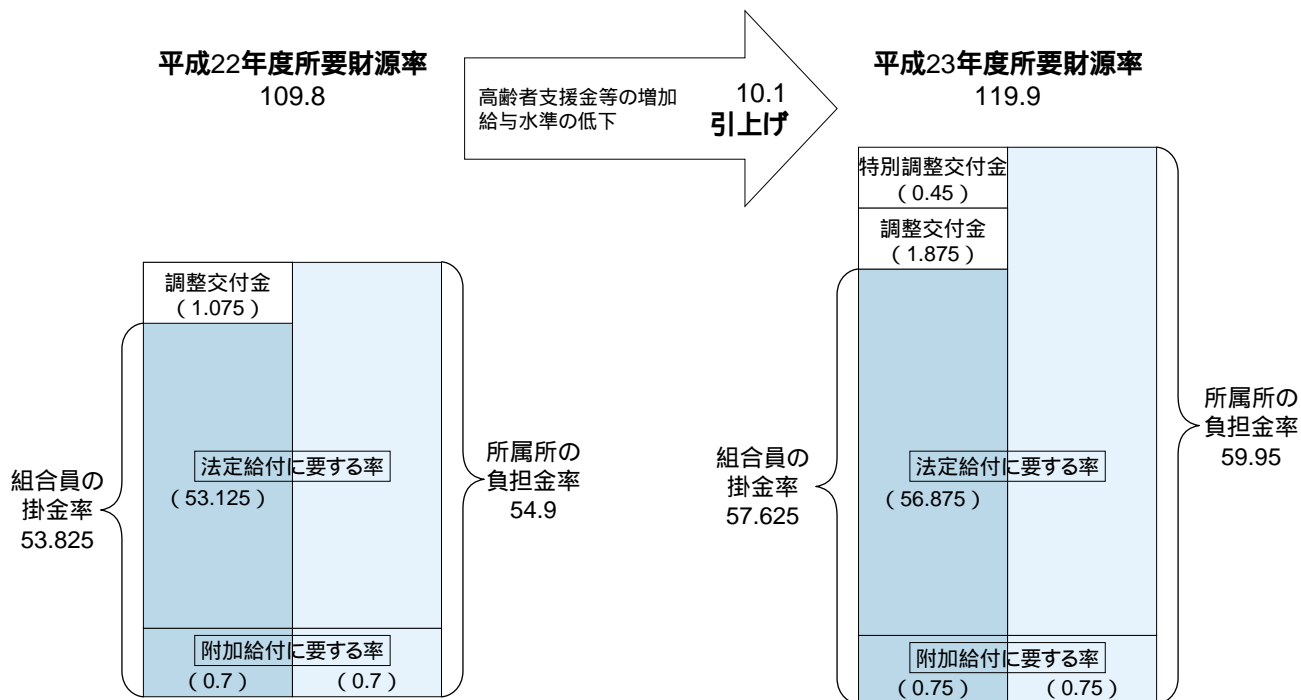 平成22年度所要財源率
109.8
高齢者支援金等の増加
給与水準の低下
10.1
引上げ
平成23年度所要財源率
119.9
調整交付金
（1.075）
組合員の
掛金率
53.825
法定給付に要する率
（53.125）
附加給付に要する率
（0.7）
（0.7）
所属所の
負担金率
54.9
特別調整交付金
（0.45）
調整交付金
（1.875）
組合員の
掛金率
57.625
法定給付に要する率
（56.875）
附加給付に要する率
（0.75）
（0.75）
所属所の
負担金率
59.95